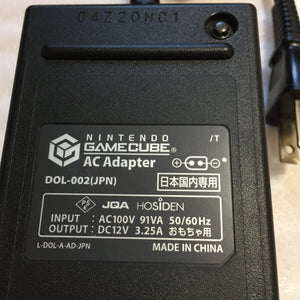 04Z20NC1
NINTENDO
GAMECUBE
/T
AC Adapter
DOL-002(JPN)
日本国内専用
PS E JQA HOSIDEN
INPUT : AC100V 91VA 50/60Hz
OUTPUT : DC12V 3.25A おもちゃ用
L-DOL-A-AD-JPN MADE IN CHINA